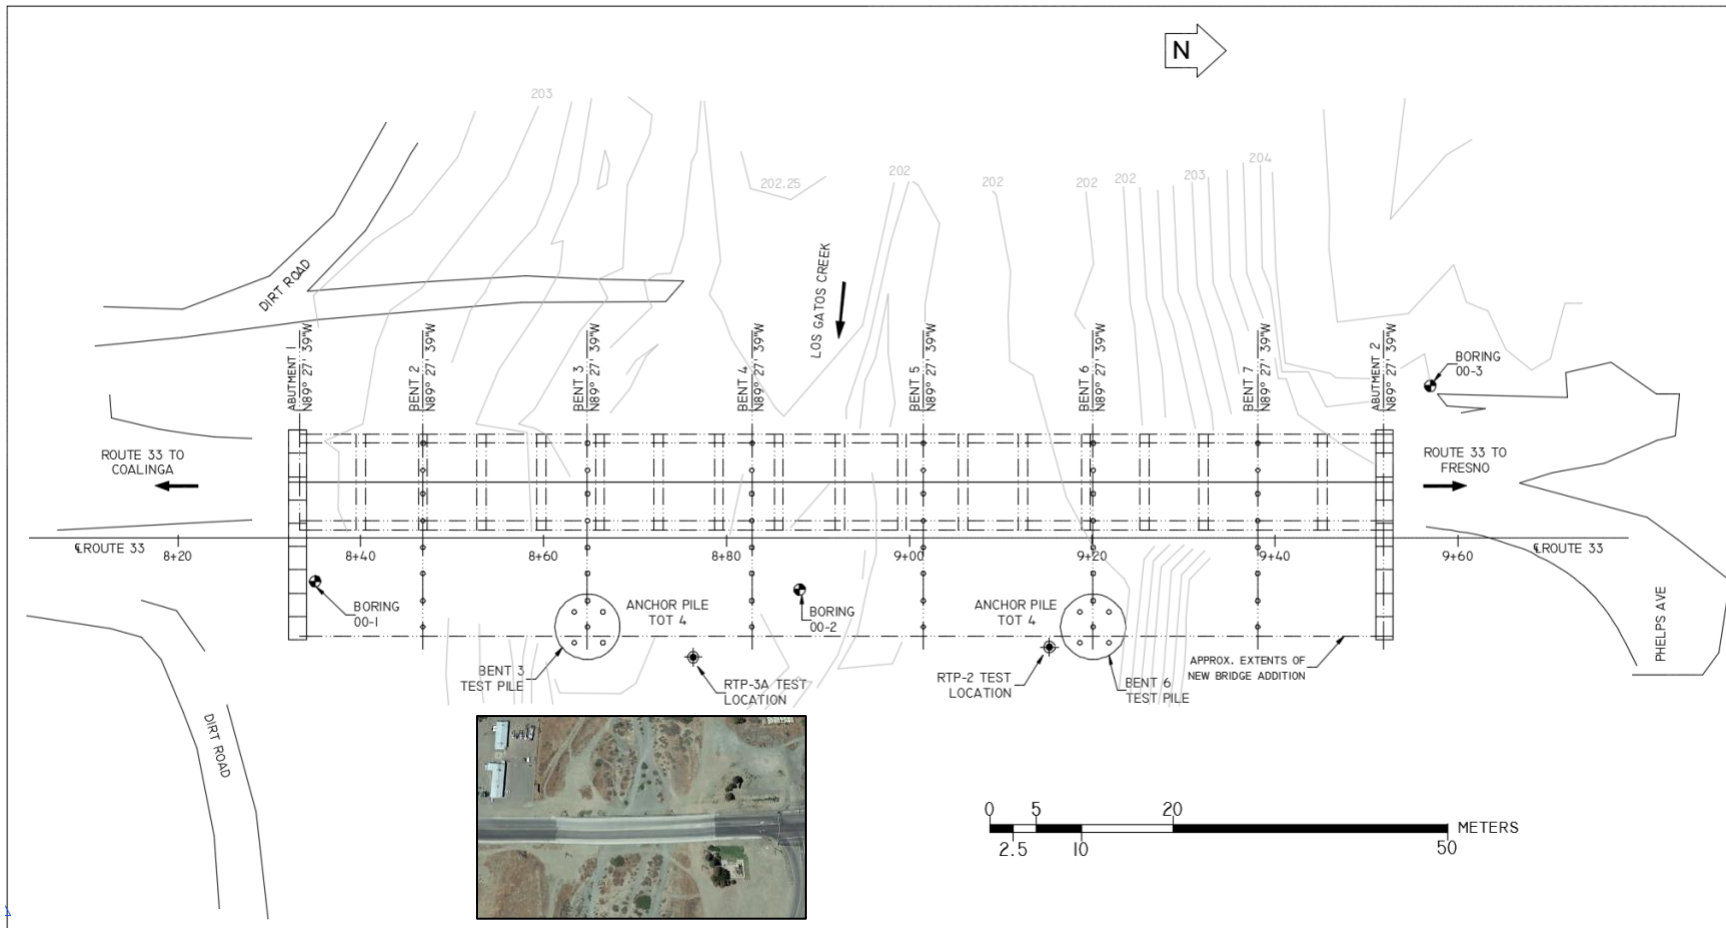 N
203
202.25
202
202
202
202
203
204
DIRT ROAD
LOS GATOS CREEK
ABUTMENT 1
N89° 27' 39"W
BENT 2
N89° 27' 39"W
BENT 3
N89° 27' 39"W
BENT 4
N89° 27' 39"W
BENT 5
N89° 27' 39"W
BENT 6
N89° 27' 39"W
BENT 7
N89° 27' 39"W
ABUTMENT 2
N89° 27' 39"W
BORING
00-3
ROUTE 33 TO
COALINGA
ROUTE 33 TO
FRESNO
℄ ROUTE 33
8+20
8+40
8+60
8+80
9+00
9+20
9+40
9+60
℄ ROUTE 33
BORING
00-1
ANCHOR PILE
TOT 4
BORING
00-2
ANCHOR PILE
TOT 4
PHELPS AVE
BENT 3
TEST PILE
RTP-3A TEST
LOCATION
RTP-2 TEST
LOCATION
BENT 6
TEST PILE
APPROX. EXTENTS OF
NEW BRIDGE ADDITION
DIRT ROAD
0 5 20
METERS
2.5 10 50